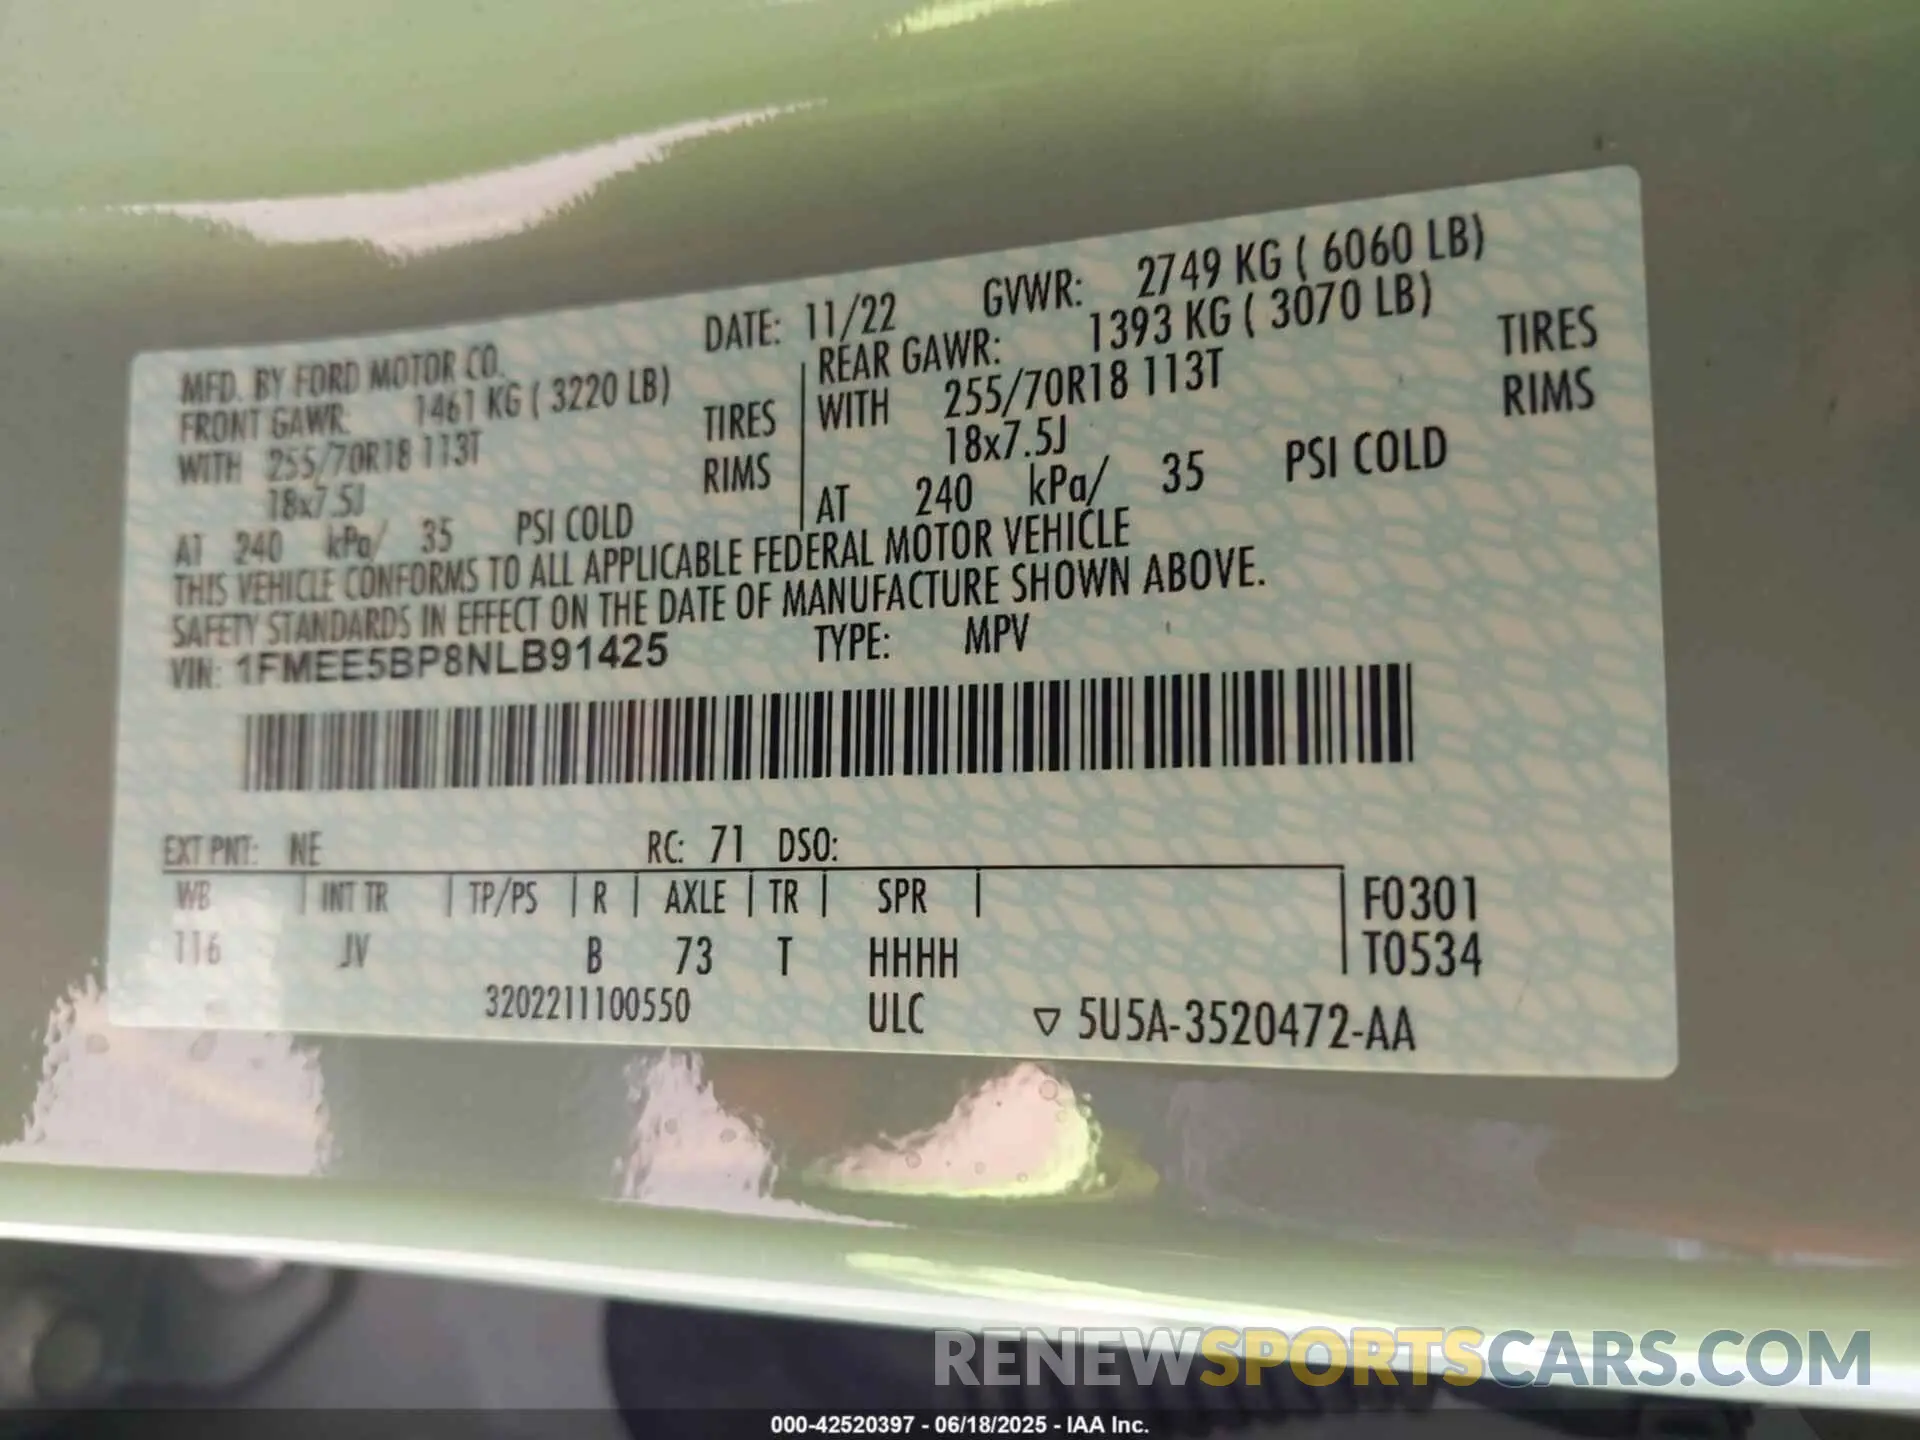 MFD. BY FORD MOTOR CO. DATE: 11/22 GVWR: 2749 KG ( 6060 LB)
FRONT GAWR: 1461 KG ( 3220 LB)
WITH 255/70R18 113T TIRES
18x7.5J RIMS
AT 240 kPa/ 35 PSI COLD
REAR GAWR: 1393 KG ( 3070 LB)
WITH 255/70R18 113T TIRES
18x7.5J RIMS
AT 240 kPa/ 35 PSI COLD
THIS VEHICLE CONFORMS TO ALL APPLICABLE FEDERAL MOTOR VEHICLE
SAFETY STANDARDS IN EFFECT ON THE DATE OF MANUFACTURE SHOWN ABOVE.
VIN: 1FMEE5BP8NLB91425 TYPE: MPV
EXT PNT: NE RC: 71 DSO:
WB INT TR TP/PS R AXLE TR SPR F0301
116 JV B 73 T HHHH T0534
3202211100550 ULC ▽ 5U5A-3520472-AA
RENEWSPORTSCARS.COM
000-42520397 - 06/18/2025 - IAA Inc.